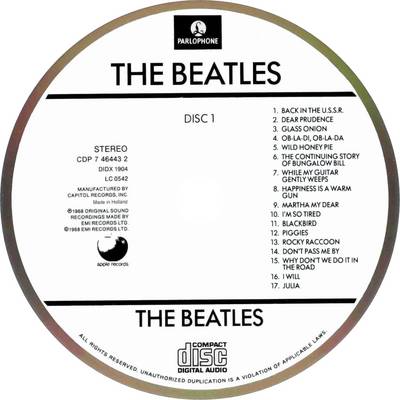 PARLOPHONE
THE BEATLES
DISC 1
STEREO
CDP 7 46443 2
DIDX 1904
LC 0542
MANUFACTURED BY
CAPITOL RECORDS, INC.
Made in Holland
℗1968 ORIGINAL SOUND
RECORDINGS MADE BY
EMI RECORDS LTD.
©1968 EMI RECORDS LTD.
apple records
1. BACK IN THE U.S.S.R.
2. DEAR PRUDENCE
3. GLASS ONION
4. OB-LA-DI, OB-LA-DA
5. WILD HONEY PIE
6. THE CONTINUING STORY
OF BUNGALOW BILL
7. WHILE MY GUITAR
GENTLY WEEPS
8. HAPPINESS IS A WARM
GUN
9. MARTHA MY DEAR
10. I'M SO TIRED
11. BLACKBIRD
12. PIGGIES
13. ROCKY RACCOON
14. DON'T PASS ME BY
15. WHY DON'T WE DO IT IN
THE ROAD
16. I WILL
17. JULIA
THE BEATLES
COMPACT
disc
DIGITAL AUDIO
ALL RIGHTS RESERVED. UNAUTHORIZED DUPLICATION IS A VIOLATION OF APPLICABLE LAWS.